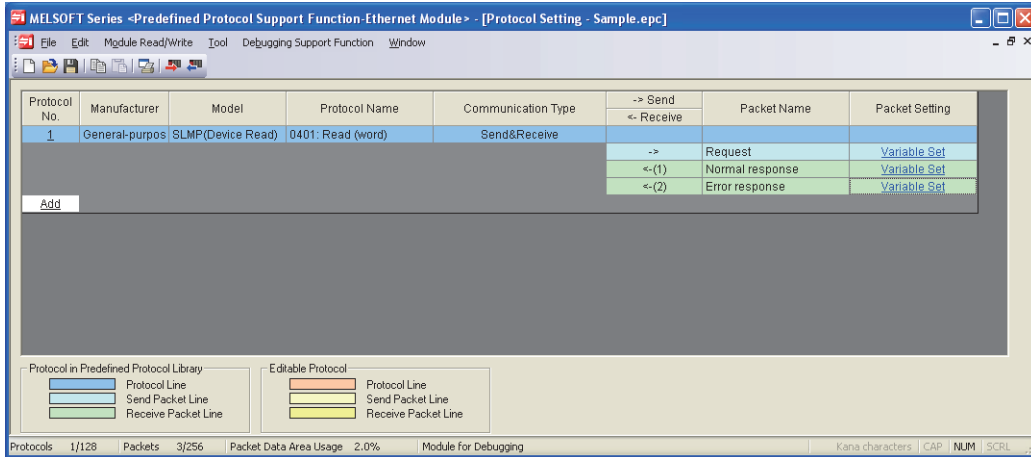 MELSOFT Series <Predefined Protocol Support Function-Ethernet Module> - [Protocol Setting - Sample.epc]
File Edit Module Read/Write Tool Debugging Support Function Window
Protocol No. Manufacturer Model Protocol Name Communication Type -> Send <- Receive Packet Name Packet Setting
1 General-purpos SLMP(Device Read) 0401: Read (word) Send&Receive
-> Request Variable Set
<-(1) Normal response Variable Set
<-(2) Error response Variable Set
Add
Protocol in Predefined Protocol Library
Protocol Line
Send Packet Line
Receive Packet Line
Editable Protocol
Protocol Line
Send Packet Line
Receive Packet Line
Protocols 1/128 Packets 3/256 Packet Data Area Usage 2.0% Module for Debugging Kana characters CAP NUM SCRL